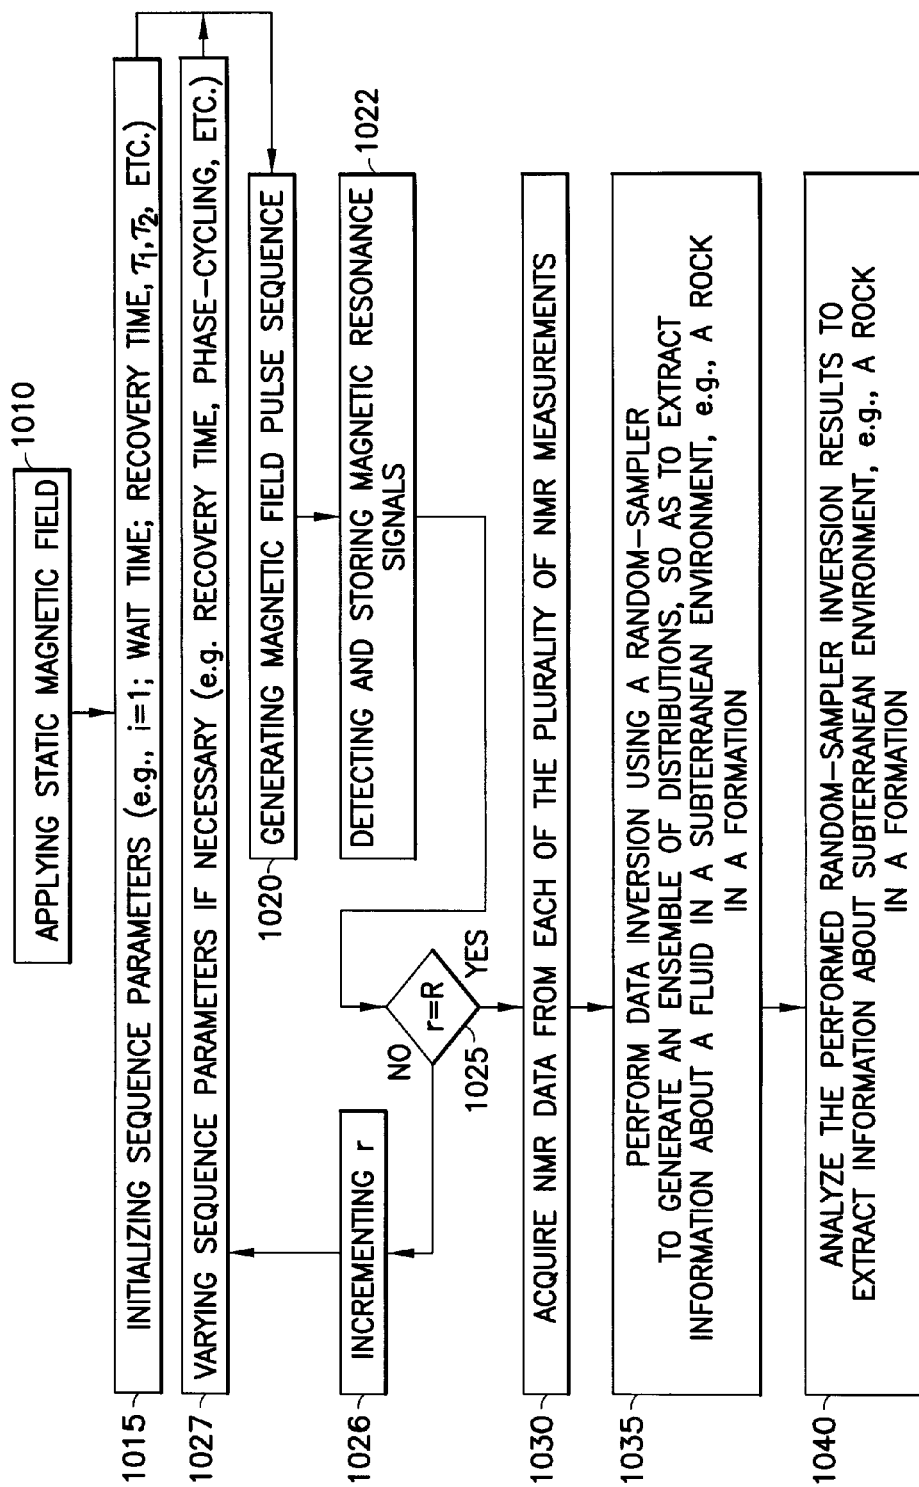 APPLYING STATIC MAGNETIC FIELD
1010
1015
INITIALIZING SEQUENCE PARAMETERS (e.g., i=1; WAIT TIME; RECOVERY TIME, τ1,τ2, ETC.)
1027
VARYING SEQUENCE PARAMETERS IF NECESSARY (e.g. RECOVERY TIME, PHASE-CYCLING, ETC.)
1020
GENERATING MAGNETIC FIELD PULSE SEQUENCE
1022
DETECTING AND STORING MAGNETIC RESONANCE
SIGNALS
1026
INCREMENTING r
NO
r=R
YES
1025
1030
ACQUIRE NMR DATA FROM EACH OF THE PLURALITY OF NMR MEASUREMENTS
1035
PERFORM DATA INVERSION USING A RANDOM-SAMPLER
TO GENERATE AN ENSEMBLE OF DISTRIBUTIONS, SO AS TO EXTRACT
INFORMATION ABOUT A FLUID IN A SUBTERRANEAN ENVIRONMENT, e.g., A ROCK
IN A FORMATION
1040
ANALYZE THE PERFORMED RANDOM-SAMPLER INVERSION RESULTS TO
EXTRACT INFORMATION ABOUT SUBTERRANEAN ENVIRONMENT, e.g., A ROCK
IN A FORMATION